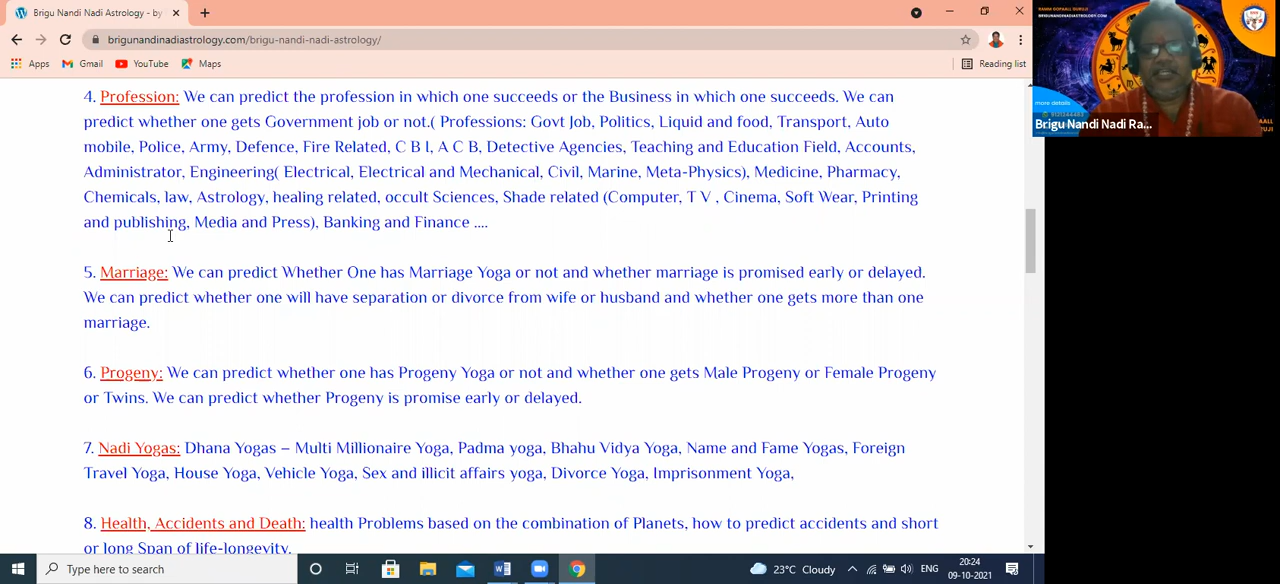 Brigu Nandi Nadi Astrology - by
brigunandinadiastrology.com/brigu-nandi-nadi-astrology/
Apps Gmail YouTube Maps Reading list
4. Profession: We can predict the profession in which one succeeds or the Business in which one succeeds. We can
predict whether one gets Government job or not.( Professions: Govt Job, Politics, Liquid and food, Transport, Auto
mobile, Police, Army, Defence, Fire Related, C B I, A C B, Detective Agencies, Teaching and Education Field, Accounts,
Administrator, Engineering( Electrical, Electrical and Mechanical, Civil, Marine, Meta-Physics), Medicine, Pharmacy,
Chemicals, law, Astrology, healing related, occult Sciences, Shade related (Computer, T V , Cinema, Soft Wear, Printing
and publishing, Media and Press), Banking and Finance ....
5. Marriage: We can predict Whether One has Marriage Yoga or not and whether marriage is promised early or delayed.
We can predict whether one will have separation or divorce from wife or husband and whether one gets more than one
marriage.
6. Progeny: We can predict whether one has Progeny Yoga or not and whether one gets Male Progeny or Female Progeny
or Twins. We can predict whether Progeny is promise early or delayed.
7. Nadi Yogas: Dhana Yogas – Multi Millionaire Yoga, Padma yoga, Bhahu Vidya Yoga, Name and Fame Yogas, Foreign
Travel Yoga, House Yoga, Vehicle Yoga, Sex and illicit affairs yoga, Divorce Yoga, Imprisonment Yoga,
8. Health, Accidents and Death: health Problems based on the combination of Planets, how to predict accidents and short
or long Span of life-longevity.
BRIGUNANDINADIASTROLOGY.COM
more details
Brigu Nandi Nadi Ra...
Type here to search
23°C Cloudy
ENG
20:24
09-10-2021